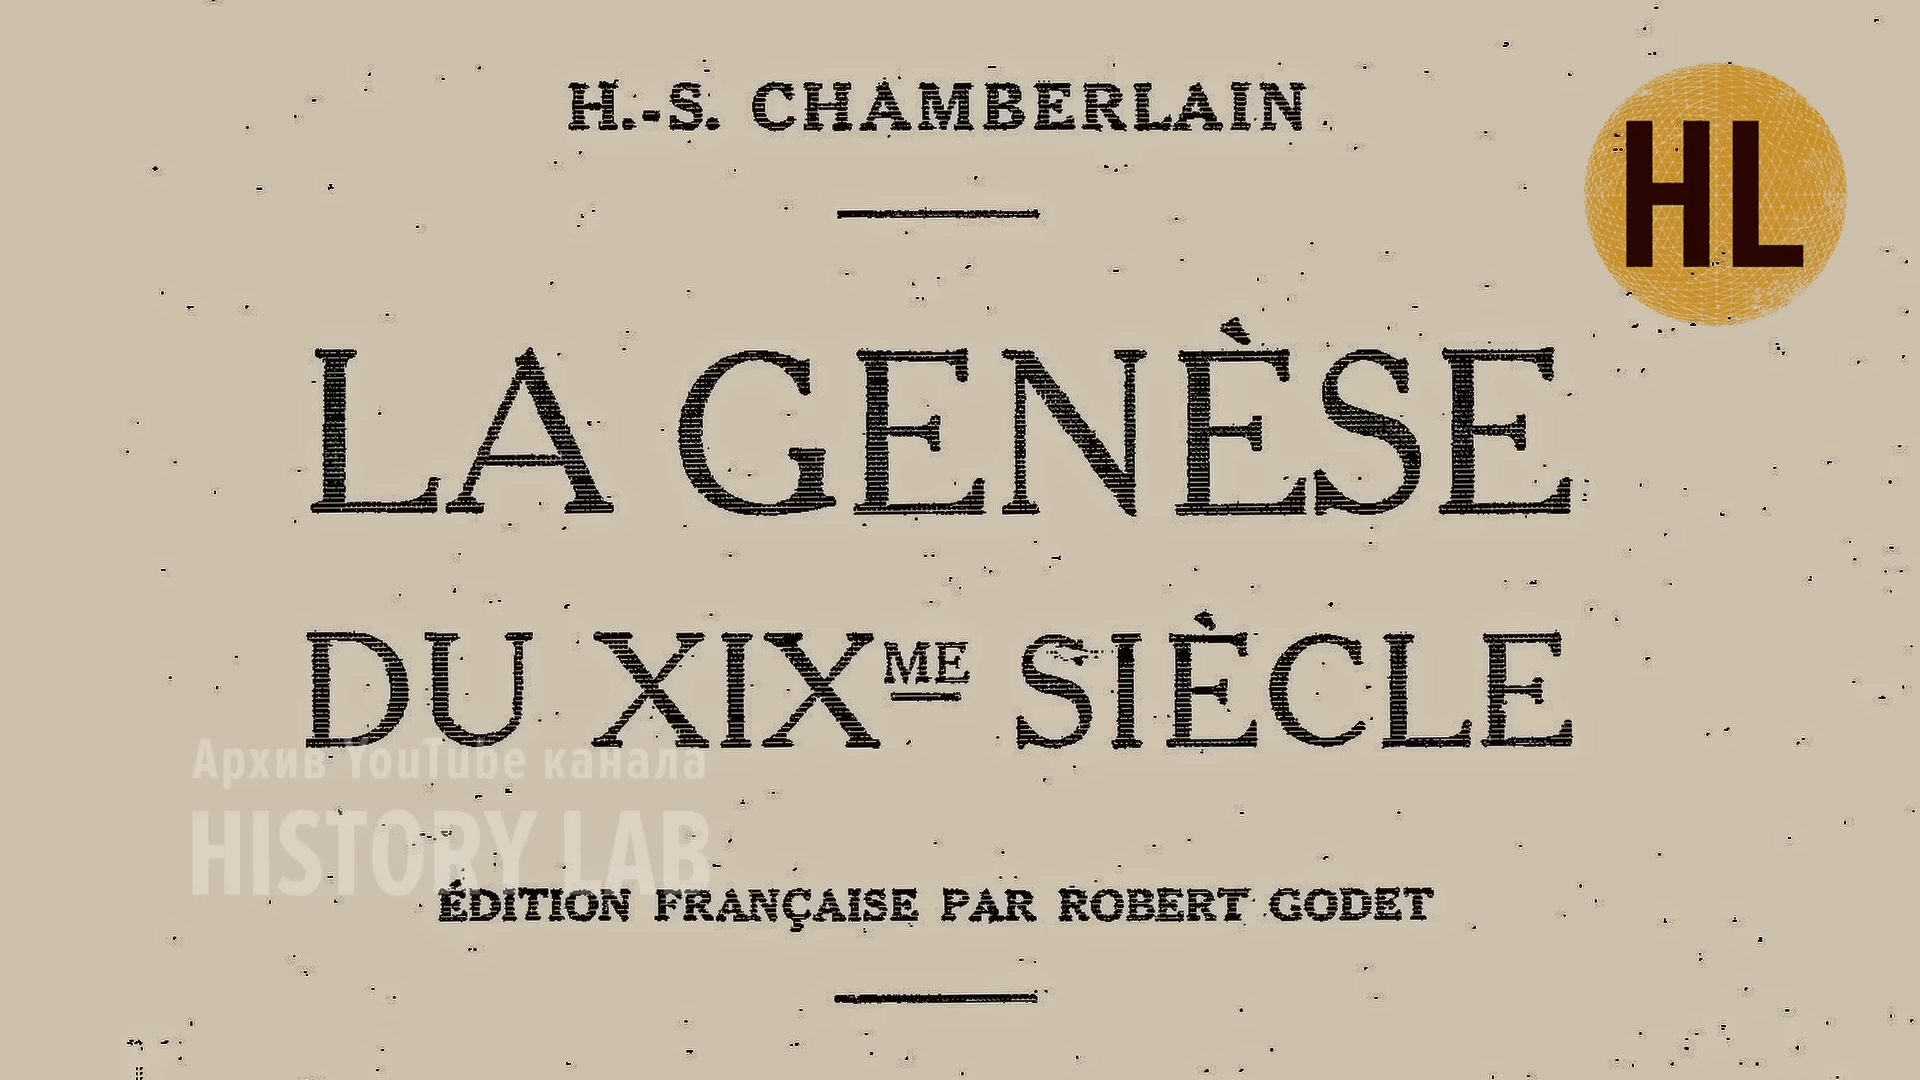 H.-S. CHAMBERLAIN
HL
LA GENÈSE
DU XIXME SIÈCLE
Архив YouTube канала
HISTORY LAB
ÉDITION FRANÇAISE PAR ROBERT GODET